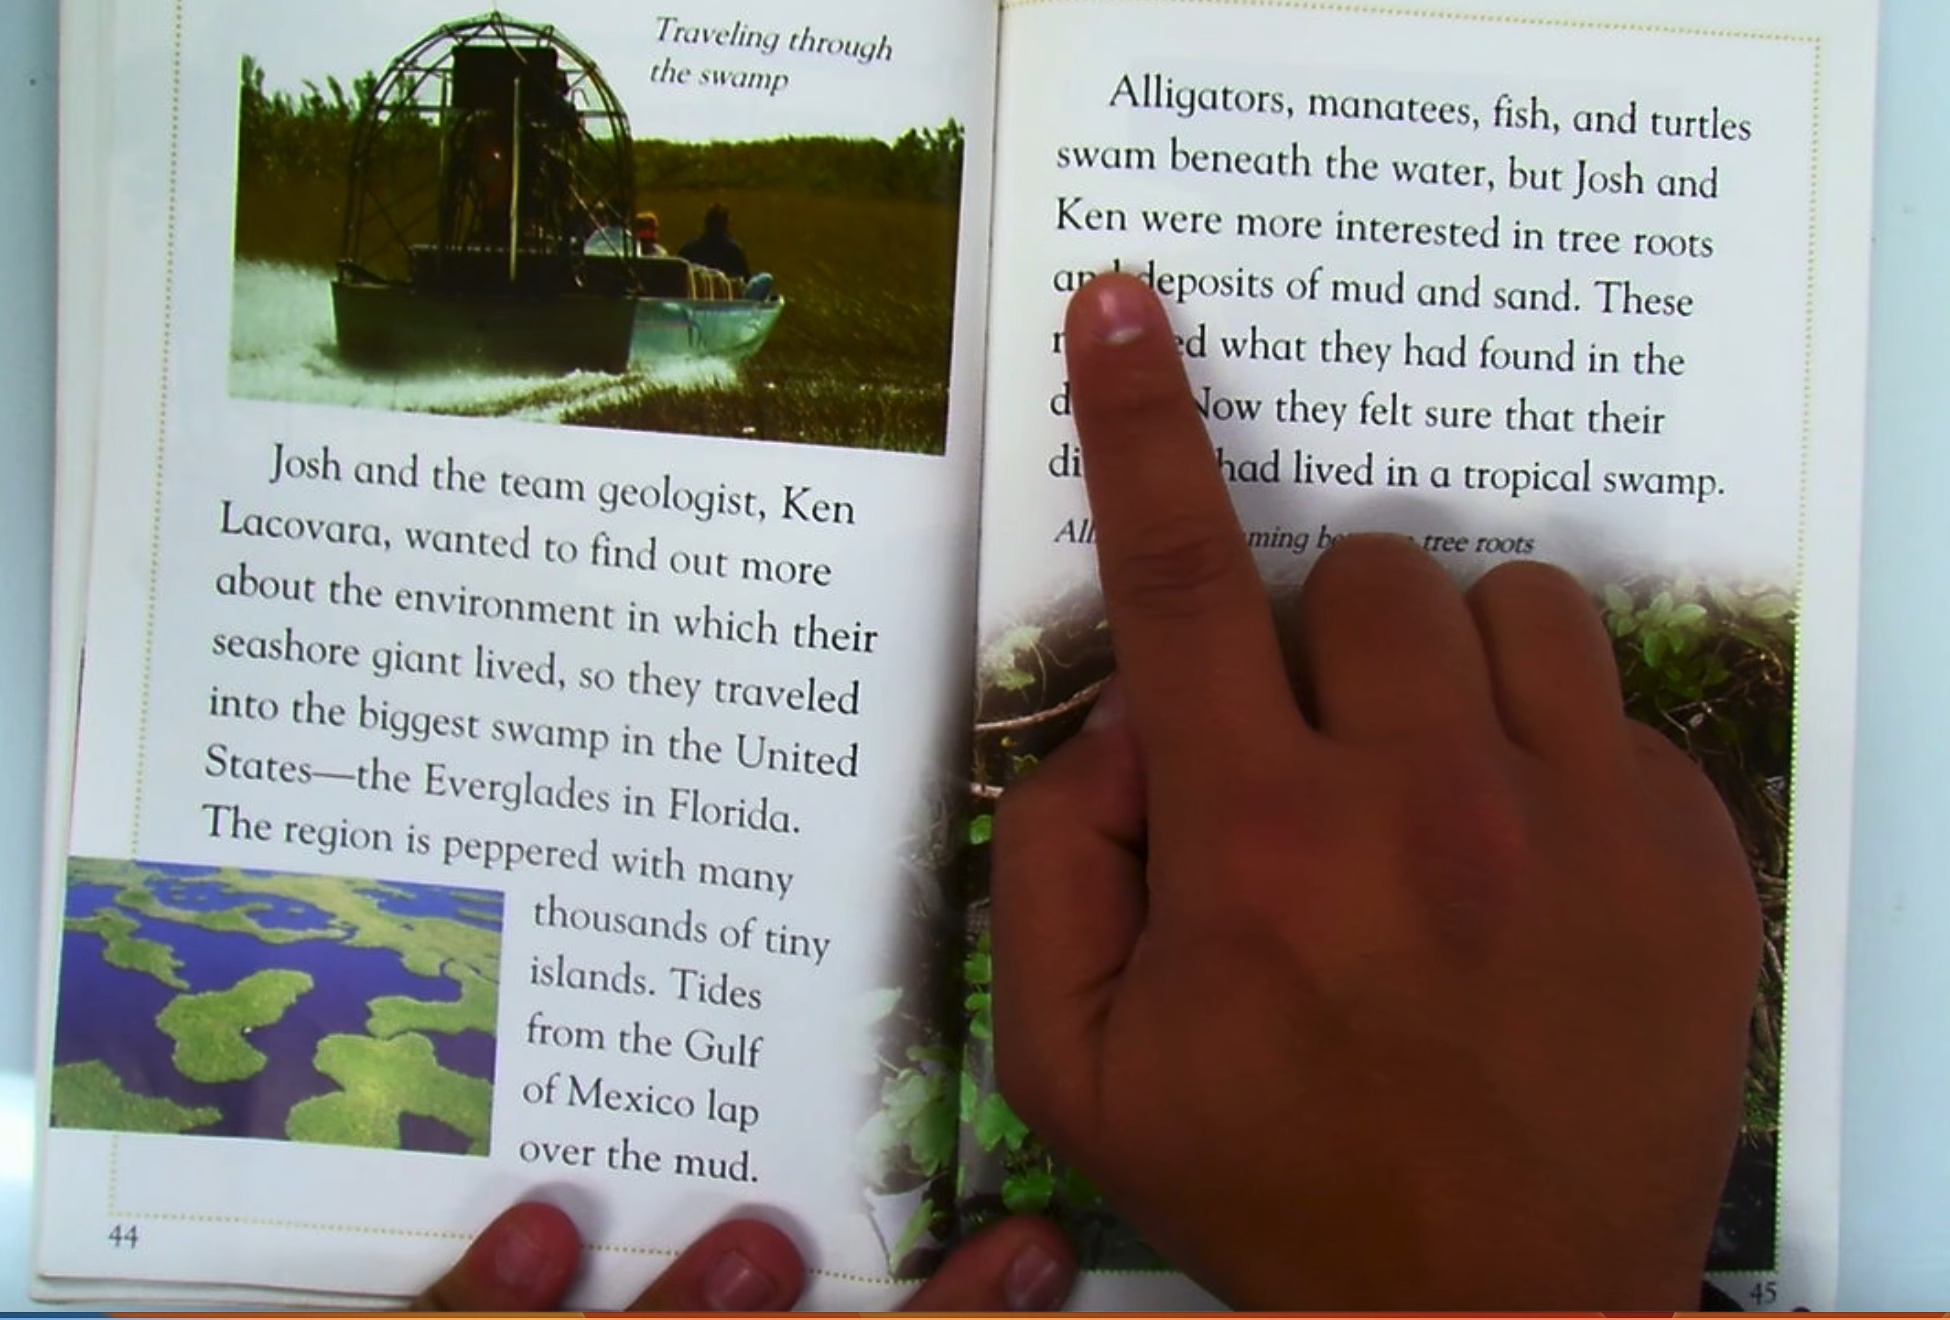 Traveling through
the swamp
Josh and the team geologist, Ken
Lacovara, wanted to find out more
about the environment in which their
seashore giant lived, so they traveled
into the biggest swamp in the United
States—the Everglades in Florida.
The region is peppered with many
thousands of tiny
islands. Tides
from the Gulf
of Mexico lap
over the mud.
44
Alligators, manatees, fish, and turtles
swam beneath the water, but Josh and
Ken were more interested in tree roots
and deposits of mud and sand. These
what they had found in the
Now they felt sure that their
had lived in a tropical swamp.
tree roots
45